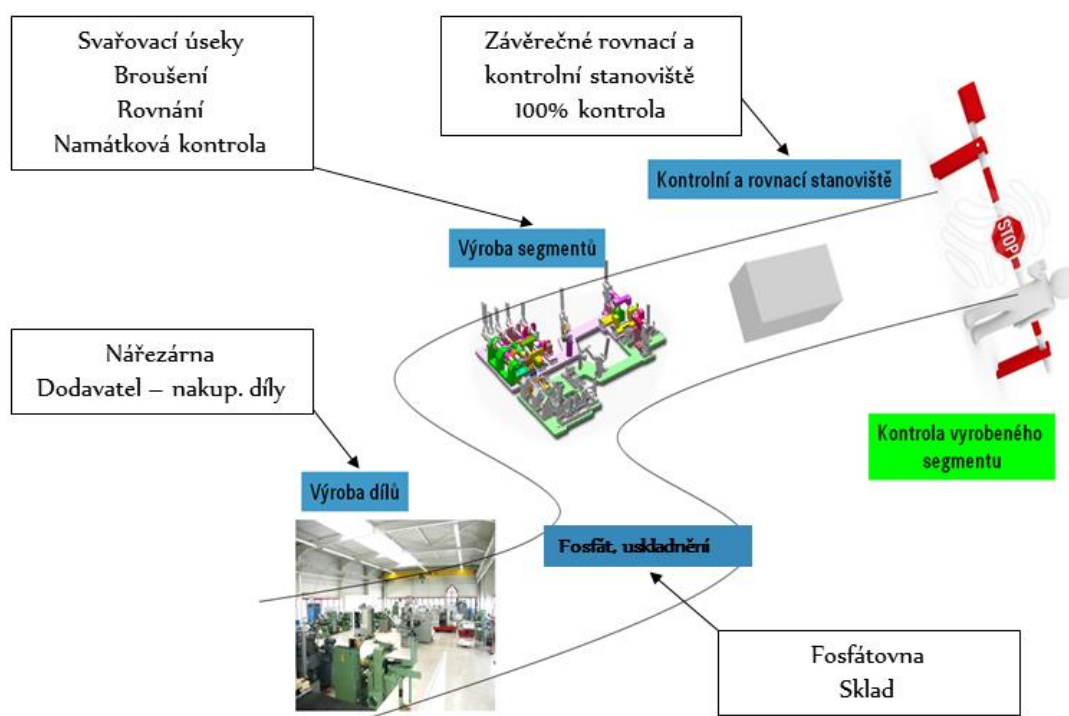 Svařovací úseky
Broušení
Rovnání
Namátková kontrola
Závěrečné rovnací a
kontrolní stanoviště
100% kontrola
Kontrolní a rovnací stanoviště
STOP
Výroba segmentů
Nářezárna
Dodavatel – nakup. díly
Kontrola vyrobeného
segmentu
Výroba dílů
Fosfát, uskladnění
Fosfátovna
Sklad